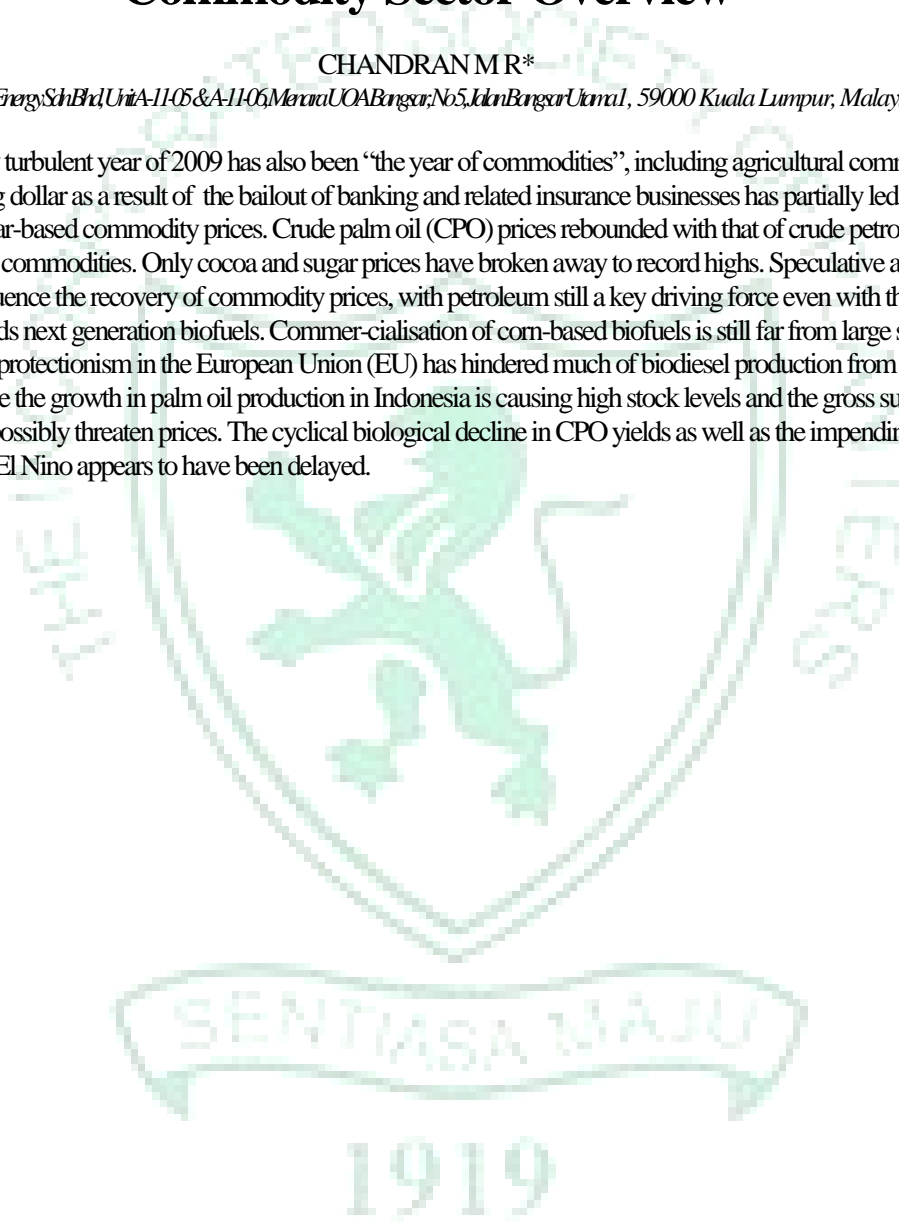 Commodity Sector Overview
CHANDRAN M R*
EnergySdnBhd,UnitA-11-05&A-11-06,MenaraUOABangsar,No5,JalanBangsarUtama1, 59000 Kuala Lumpur, Malay
turbulent year of 2009 has also been “the year of commodities”, including agricultural comm
g dollar as a result of the bailout of banking and related insurance businesses has partially led
ar-based commodity prices. Crude palm oil (CPO) prices rebounded with that of crude petro
commodities. Only cocoa and sugar prices have broken away to record highs. Speculative a
uence the recovery of commodity prices, with petroleum still a key driving force even with th
ds next generation biofuels. Commer-cialisation of corn-based biofuels is still far from large s
protectionism in the European Union (EU) has hindered much of biodiesel production from
e the growth in palm oil production in Indonesia is causing high stock levels and the gross su
possibly threaten prices. The cyclical biological decline in CPO yields as well as the impendin
El Nino appears to have been delayed.
THE INCORPORATED SOCIETY OF PLANTERS
SENTIASA MAJU
1919